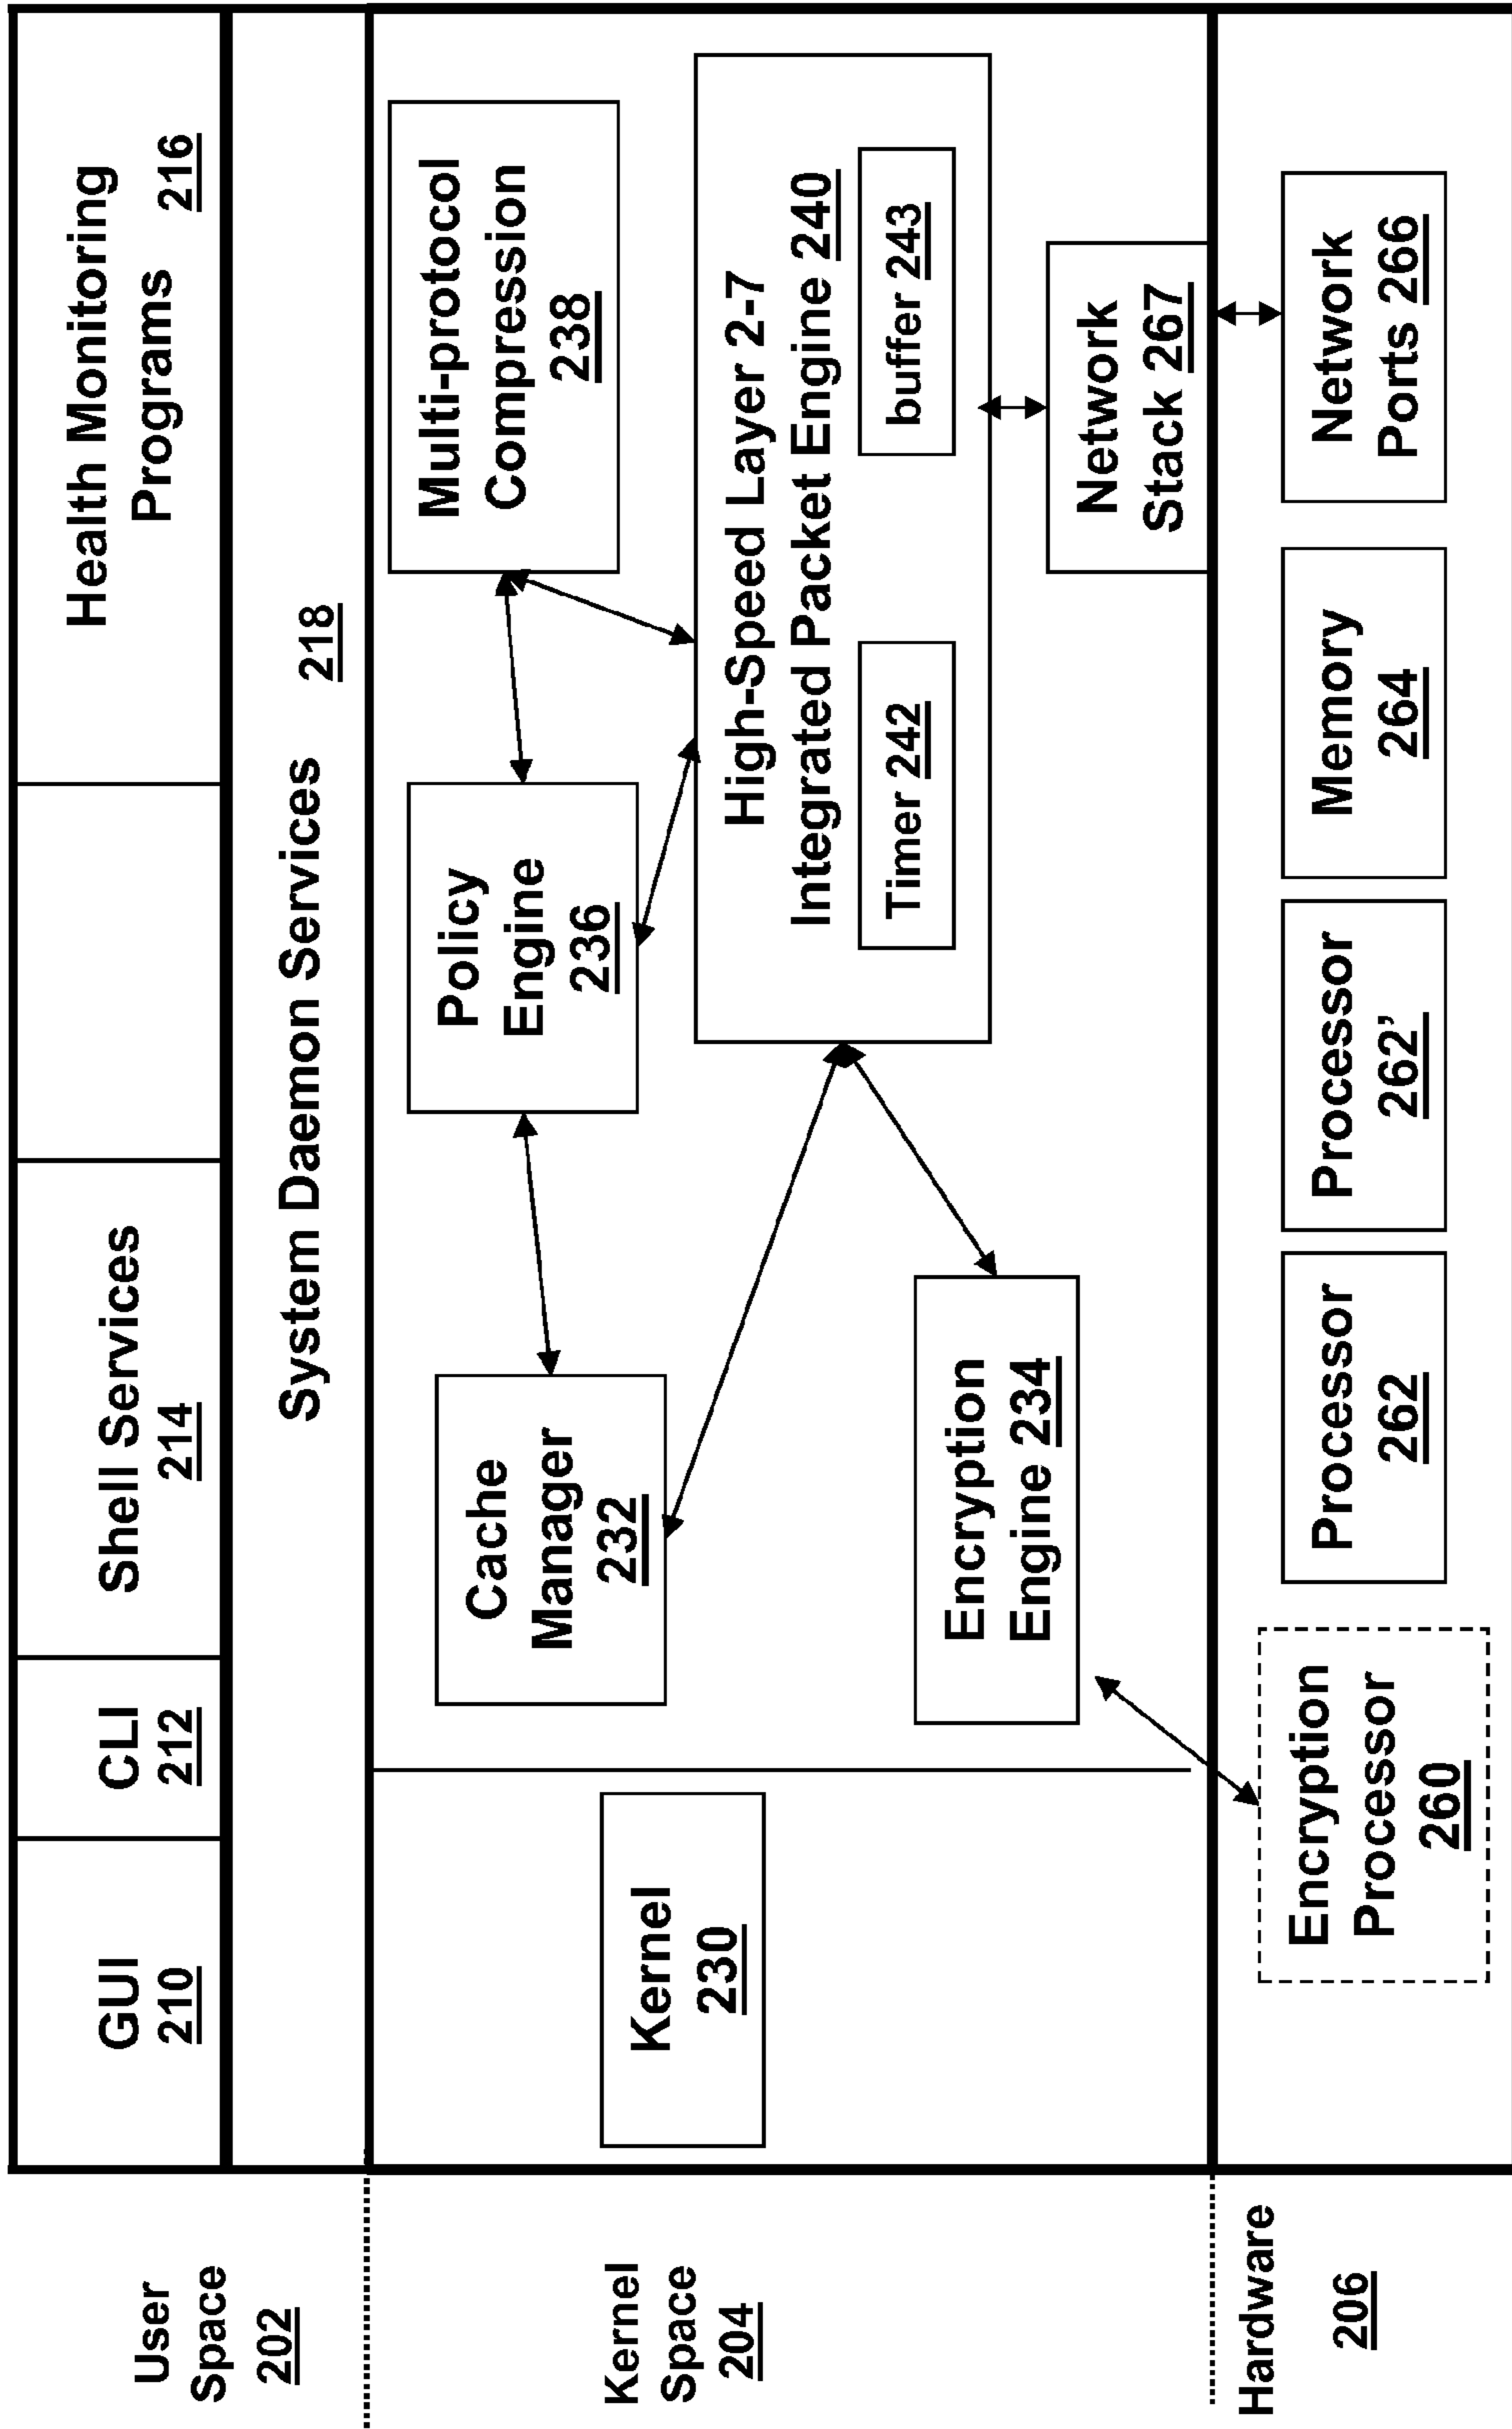 User
Space
202
GUI
210
CLI
212
Shell Services
214
Health Monitoring
Programs 216
System Daemon Services 218
Kernel
Space
204
Kernel
230
Cache
Manager
232
Policy
Engine
236
Multi-protocol
Compression
238
High-Speed Layer 2-7
Integrated Packet Engine 240
Timer 242
buffer 243
Encryption
Engine 234
Network
Stack 267
Hardware
206
Encryption
Processor
260
Processor
262
Processor
262’
Memory
264
Network
Ports 266